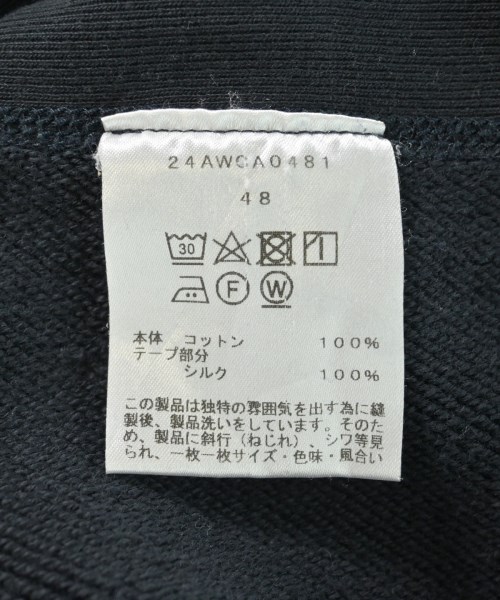 24AWCA0481
48
30
F W
本体 コットン 100%
テープ部分
シルク 100%
この製品は独特の雰囲気を出す為に縫
製後、製品洗いをしています。そのた
め、製品に斜行（ねじれ）、シワ等見
られ、一枚一枚サイズ・色味・風合い